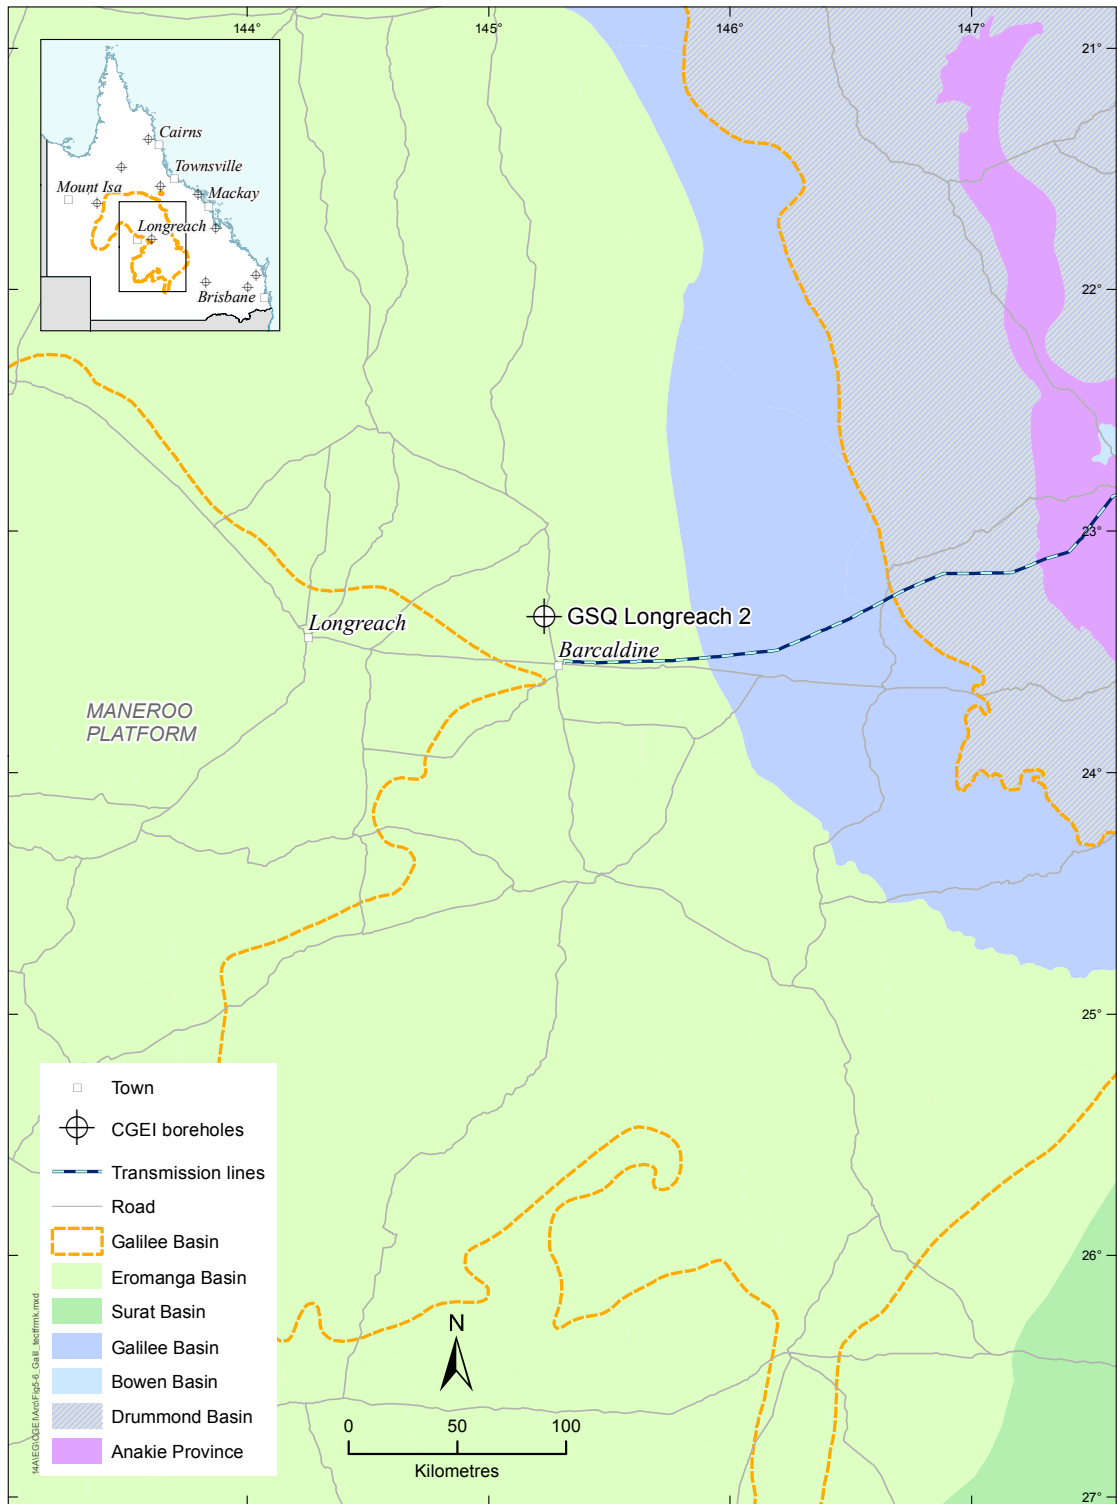 144°
145°
146°
147°
21°
Cairns
Townsville
Mount Isa
Mackay
Longreach
Brisbane
22°
23°
GSQ Longreach 2
Longreach
Barcaldine
MANEROO
PLATFORM
24°
25°
Town
CGEI boreholes
Transmission lines
Road
Galilee Basin
Eromanga Basin
Surat Basin
Galilee Basin
Bowen Basin
Drummond Basin
Anakie Province
26°
N
0 50 100
Kilometres
27°